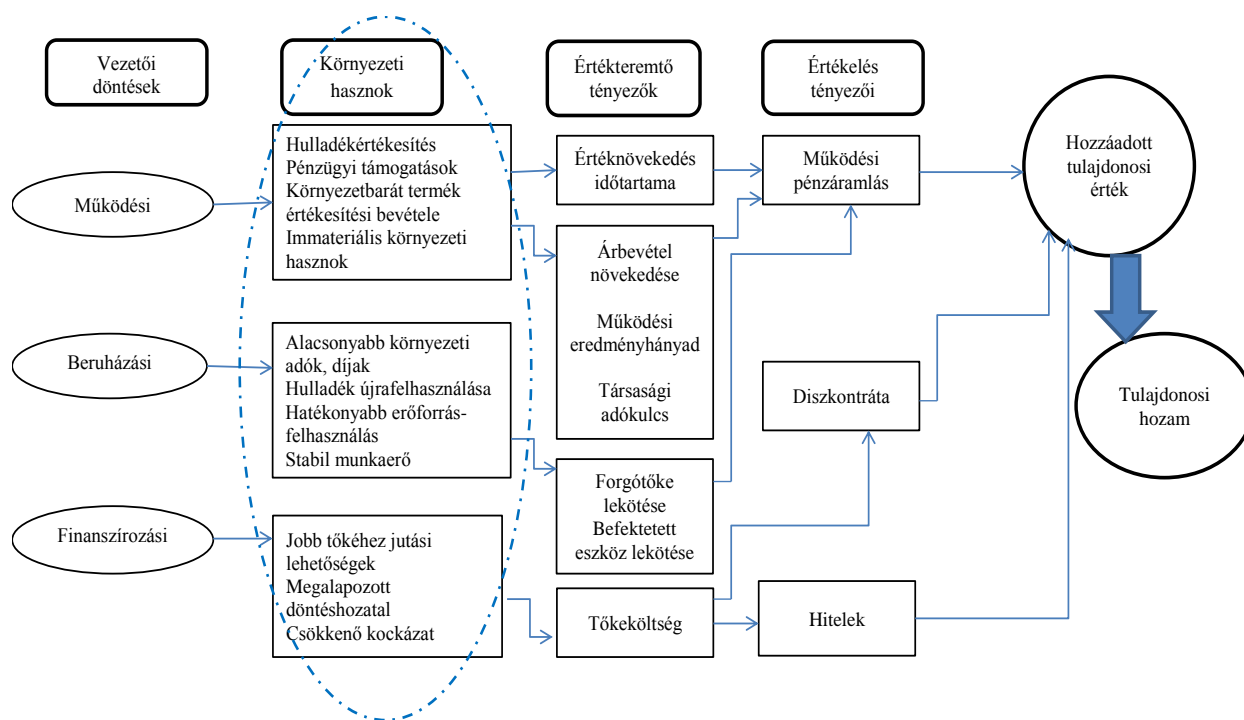 Vezetői
döntések
Környezeti
hasznok
Értékteremtő
tényezők
Értékelés
tényezői
Működési
Beruházási
Finanszírozási
Hulladékértékesítés
Pénzügyi támogatások
Környezetbarát termék
értékesítési bevétele
Immateriális környezeti
hasznok
Alacsonyabb környezeti
adók, díjak
Hulladék újrafelhasználása
Hatékonyabb erőforrás-
felhasználás
Stabil munkaerő
Jobb tőkéhez jutási
lehetőségek
Megalapozott
döntéshozatal
Csökkenő kockázat
Értéknövekedés
időtartama
Árbevétel
növekedése
Működési
eredményhányad
Társasági
adókulcs
Forgótőke
lekötése
Befektetett
eszköz lekötése
Tőkeköltség
Működési
pénzáramlás
Diszkontráta
Hitelek
Hozzáadott
tulajdonosi
érték
Tulajdonosi
hozam